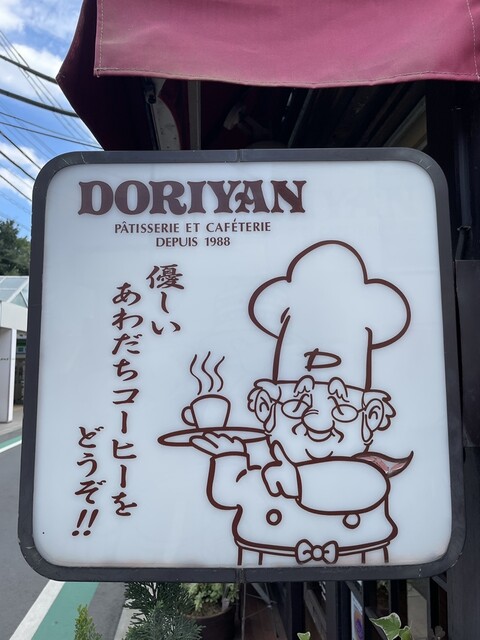 DORIYAN
PÂTISSERIE ET CAFÉTERIE
DEPUIS 1988
優しい
あわだちコーヒーを
どうぞ!!
D